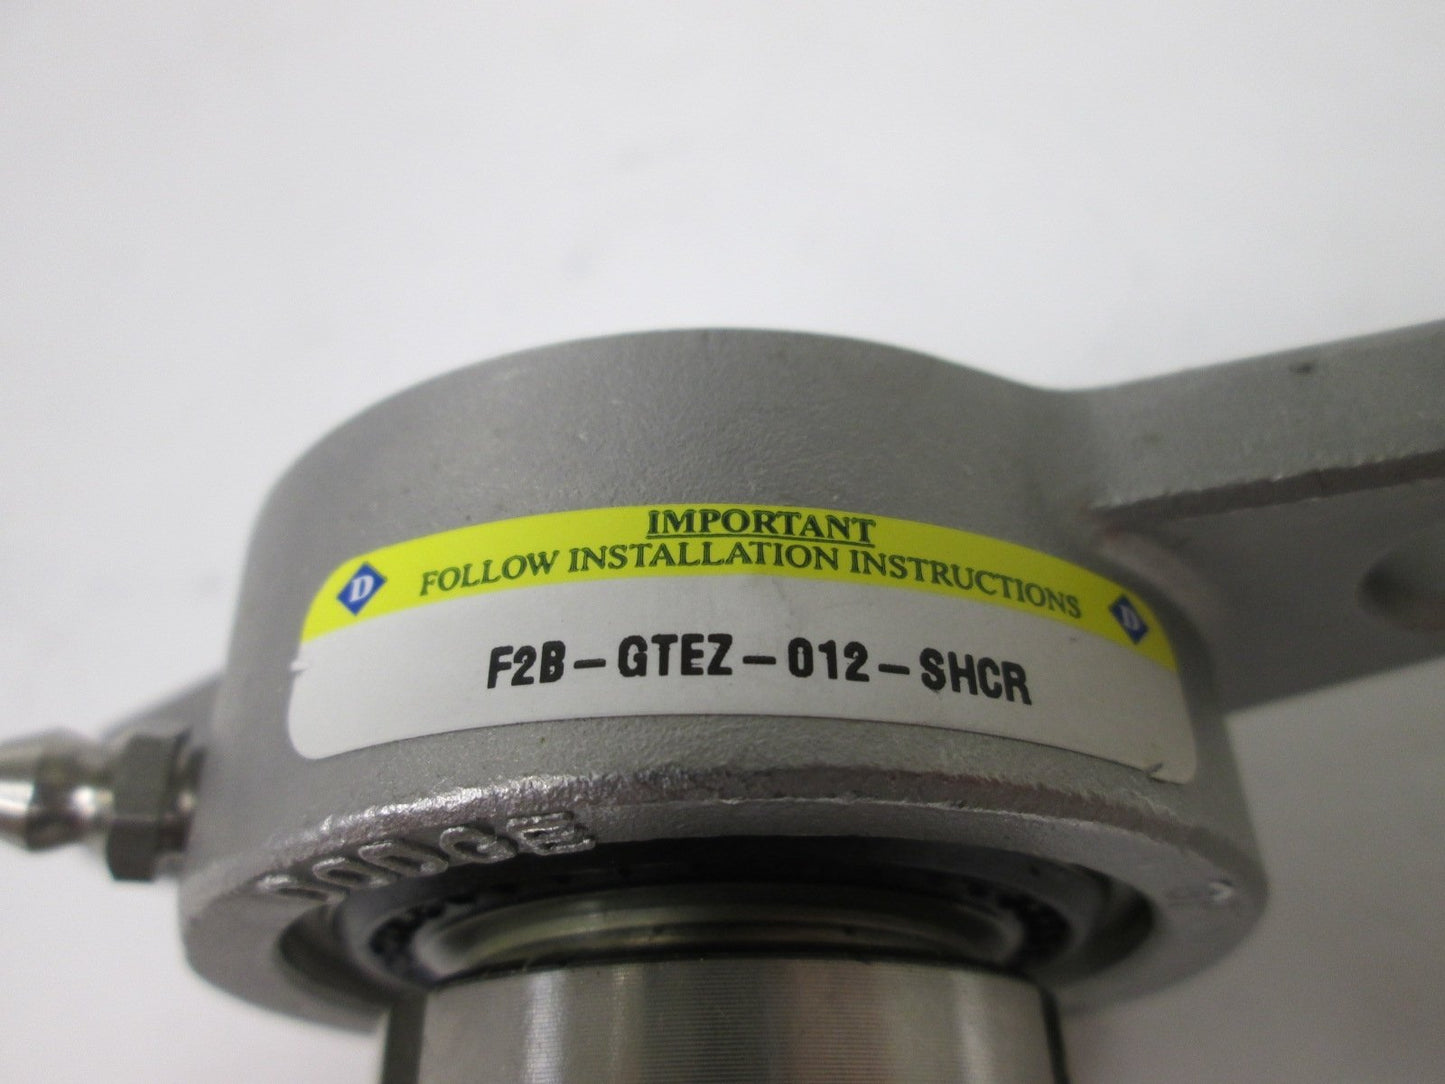 IMPORTANT
D FOLLOW INSTALLATION INSTRUCTIONS D
F2B-GTEZ-012-SHCR
DODGE